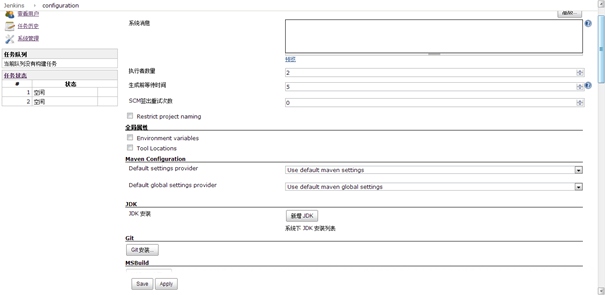 Jenkins › configuration
查看用户
任务历史
系统管理
任务队列
当前队列没有构建任务
任务状态
# 状态
1 空闲
2 空闲
系统消息
预览
执行者数量 2
生成前等待时间 5
SCM签出重试次数 0
Restrict project naming
全局属性
Environment variables
Tool Locations
Maven Configuration
Default settings provider Use default maven settings
Default global settings provider Use default maven global settings
JDK
JDK 安装 新增 JDK
系统下 JDK 安装列表
Git
Git 安装...
MSBuild
Save Apply